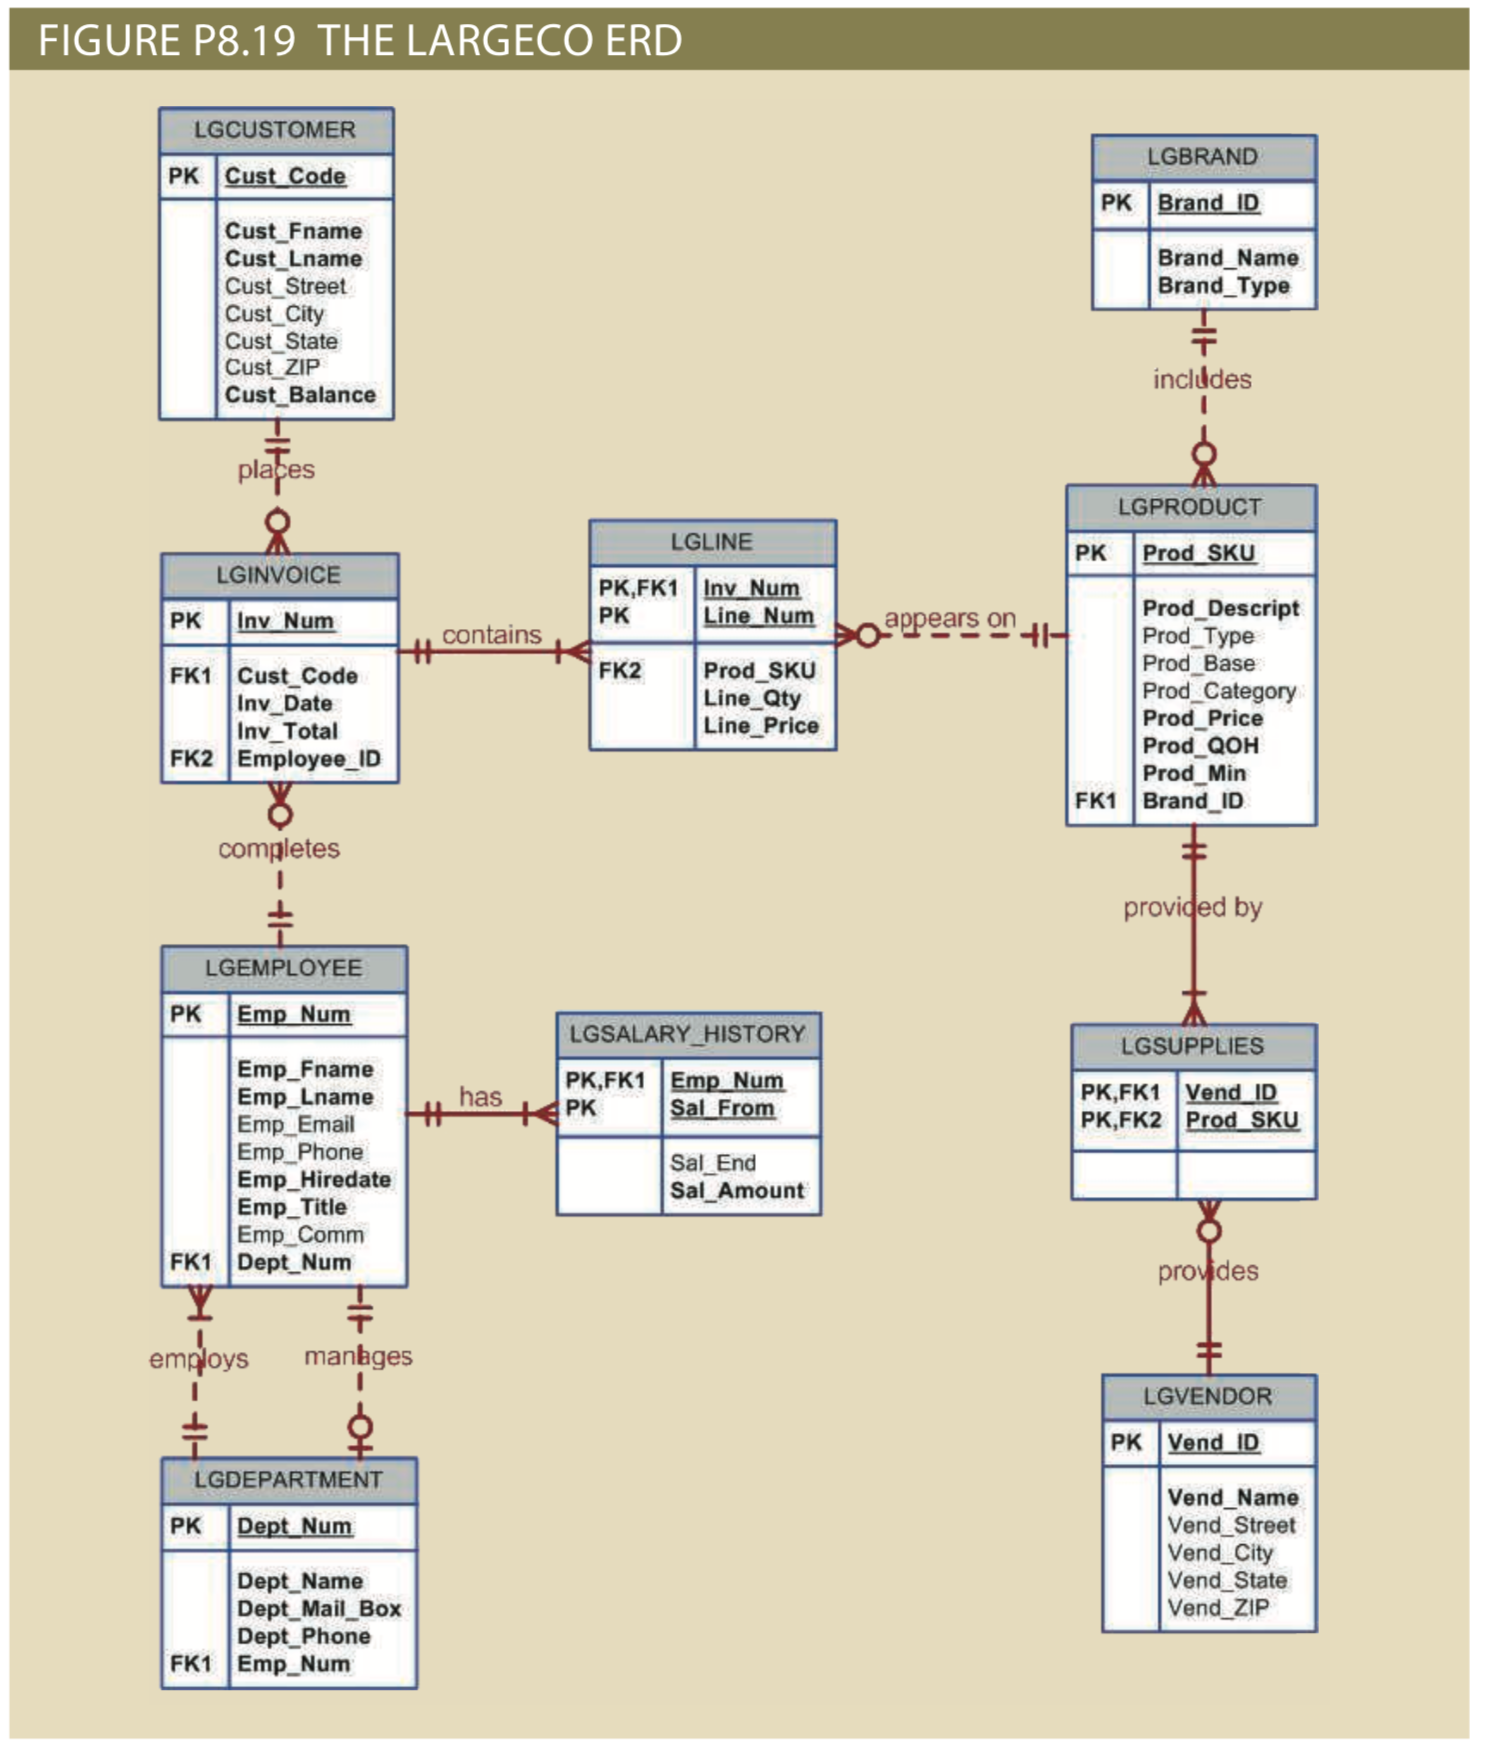 FIGURE P8.19 THE LARGECO ERD
LGCUSTOMER
PK Cust_Code
Cust_Fname
Cust_Lname
Cust_Street
Cust_City
Cust_State
Cust_ZIP
Cust_Balance
places
LGINVOICE
PK Inv_Num
FK1 Cust_Code
Inv_Date
Inv_Total
FK2 Employee_ID
contains
LGLINE
PK,FK1 Inv_Num
PK Line_Num
FK2 Prod_SKU
Line_Qty
Line_Price
appears on
LGBRAND
PK Brand_ID
Brand_Name
Brand_Type
includes
LGPRODUCT
PK Prod_SKU
Prod_Descript
Prod_Type
Prod_Base
Prod_Category
Prod_Price
Prod_QOH
Prod_Min
FK1 Brand_ID
completes
LGEMPLOYEE
PK Emp_Num
Emp_Fname
Emp_Lname
Emp_Email
Emp_Phone
Emp_Hiredate
Emp_Title
Emp_Comm
FK1 Dept_Num
has
LGSALARY_HISTORY
PK,FK1 Emp_Num
PK Sal_From
Sal_End
Sal_Amount
provided by
LGSUPPLIES
PK,FK1 Vend_ID
PK,FK2 Prod_SKU
provides
employs
manages
LGDEPARTMENT
PK Dept_Num
Dept_Name
Dept_Mail_Box
Dept_Phone
FK1 Emp_Num
LGVENDOR
PK Vend_ID
Vend_Name
Vend_Street
Vend_City
Vend_State
Vend_ZIP